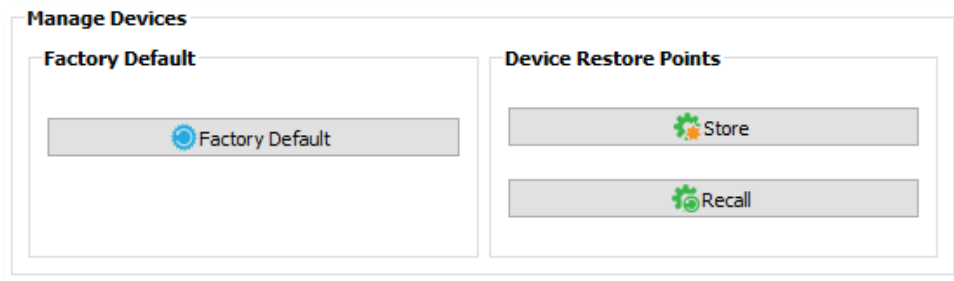 Manage Devices
Factory Default
Factory Default
Device Restore Points
Store
Recall